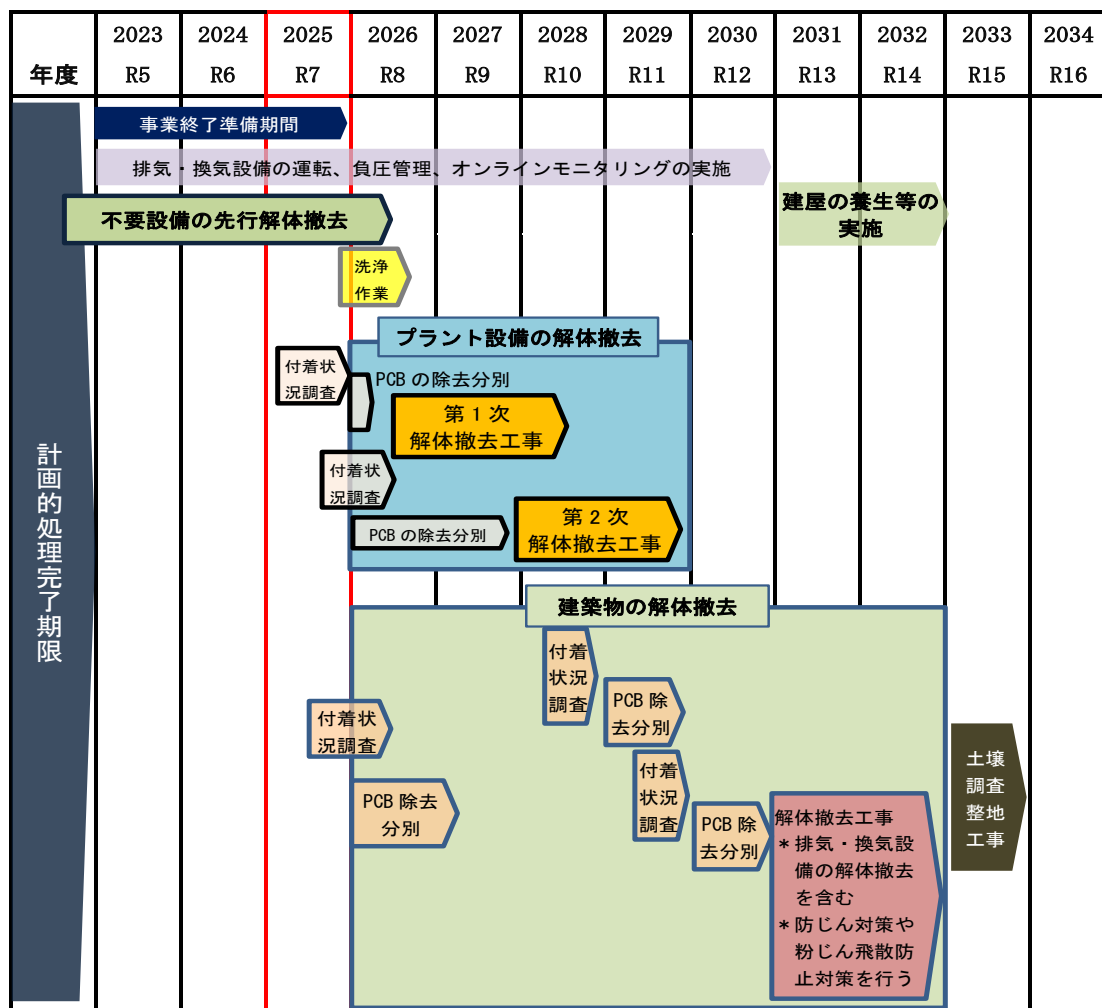 2023 2024 2025 2026 2027 2028 2029 2030 2031 2032 2033 2034
年度 R5 R6 R7 R8 R9 R10 R11 R12 R13 R14 R15 R16
計画的処理完了期限
事業終了準備期間
排気・換気設備の運転、負圧管理、オンラインモニタリングの実施
不要設備の先行解体撤去
建屋の養生等の
実施
洗浄
作業
プラント設備の解体撤去
付着状
況調査
PCB の除去分別
第１次
解体撤去工事
付着状
況調査
PCB の除去分別
第２次
解体撤去工事
建築物の解体撤去
付着
状況
調査
付着状
況調査
PCB 除
去分別
付着
状況
調査
PCB 除去
分別
PCB 除
去分別
解体撤去工事
＊排気・換気設
備の解体撤去
を含む
＊防じん対策や
粉じん飛散防
止対策を行う
土壌
調査
整地
工事